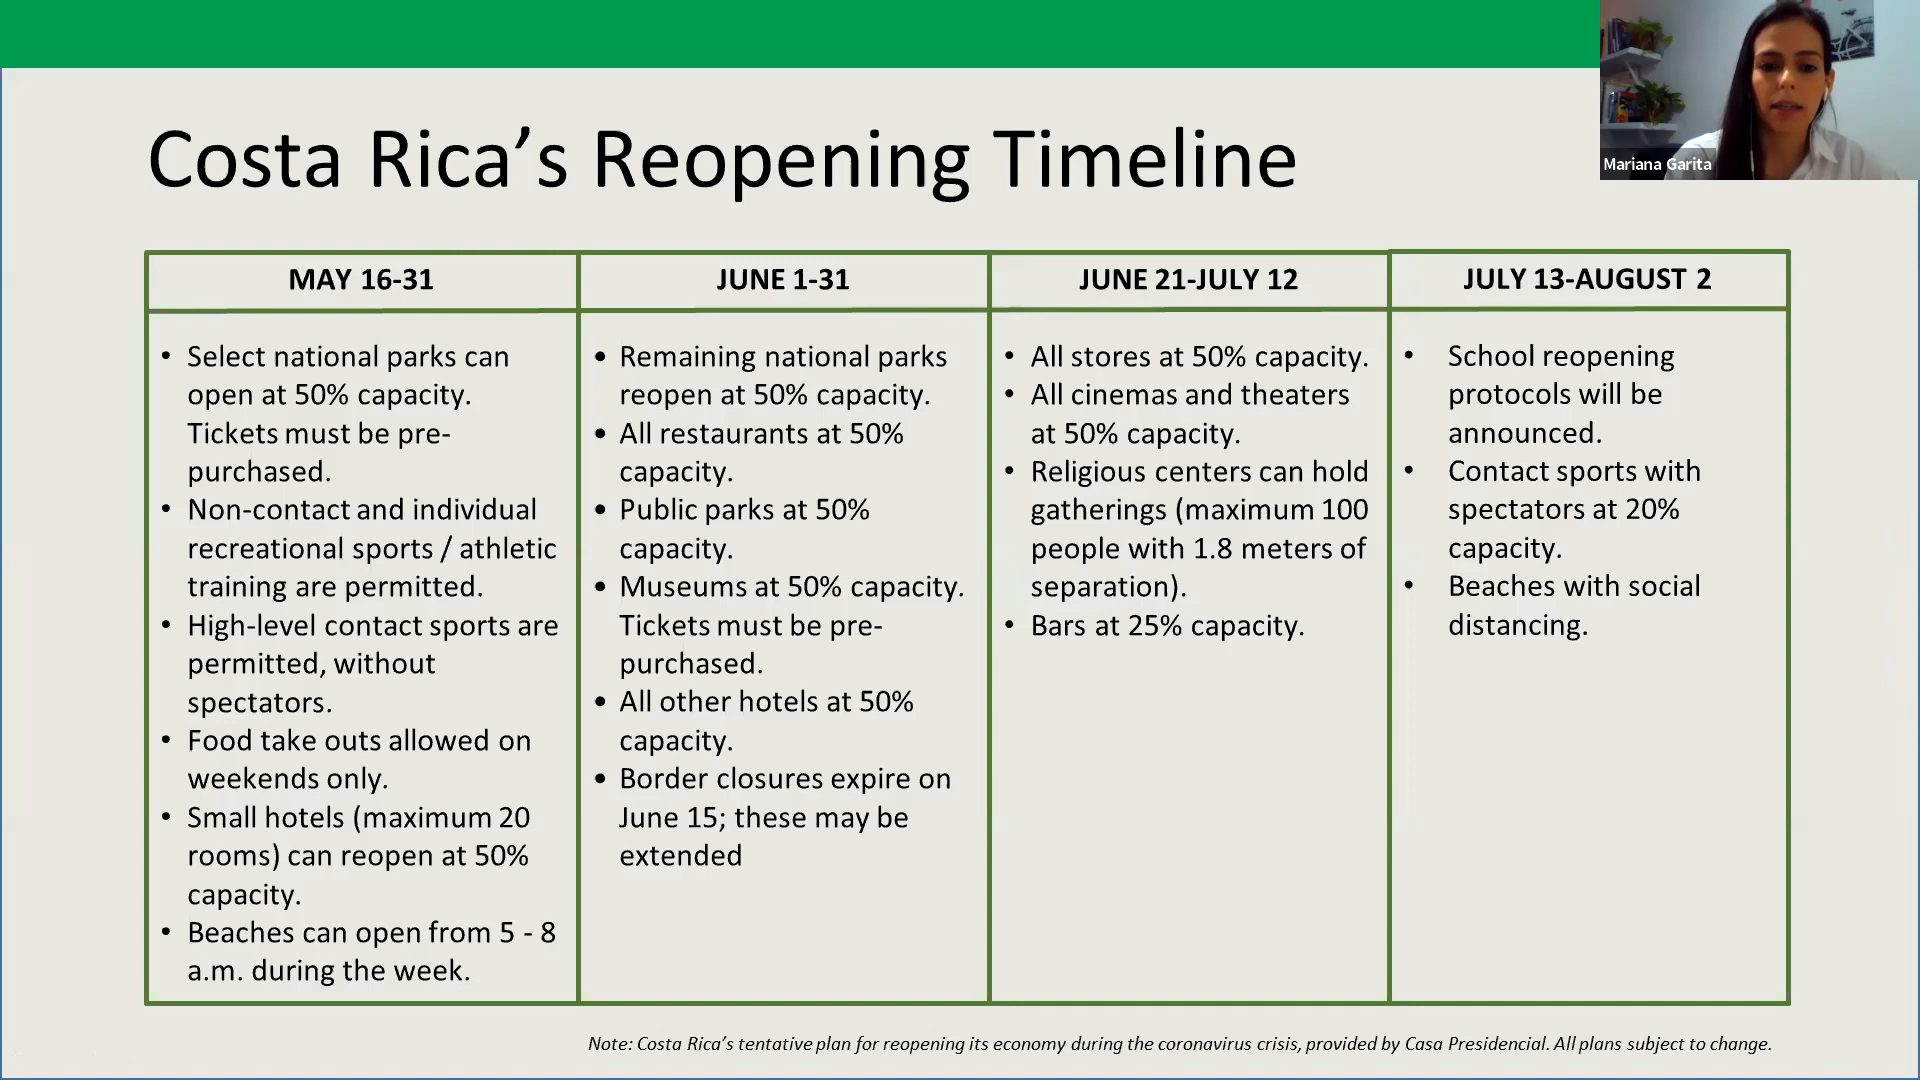 Costa Rica’s Reopening Timeline
Mariana Garita
MAY 16-31
• Select national parks can
open at 50% capacity.
Tickets must be pre-
purchased.
• Non-contact and individual
recreational sports / athletic
training are permitted.
• High-level contact sports are
permitted, without
spectators.
• Food take outs allowed on
weekends only.
• Small hotels (maximum 20
rooms) can reopen at 50%
capacity.
• Beaches can open from 5 - 8
a.m. during the week.
JUNE 1-31
• Remaining national parks
reopen at 50% capacity.
• All restaurants at 50%
capacity.
• Public parks at 50%
capacity.
• Museums at 50% capacity.
Tickets must be pre-
purchased.
• All other hotels at 50%
capacity.
• Border closures expire on
June 15; these may be
extended
JUNE 21-JULY 12
• All stores at 50% capacity.
• All cinemas and theaters
at 50% capacity.
• Religious centers can hold
gatherings (maximum 100
people with 1.8 meters of
separation).
• Bars at 25% capacity.
JULY 13-AUGUST 2
• School reopening
protocols will be
announced.
• Contact sports with
spectators at 20%
capacity.
• Beaches with social
distancing.
Note: Costa Rica’s tentative plan for reopening its economy during the coronavirus crisis, provided by Casa Presidencial. All plans subject to change.